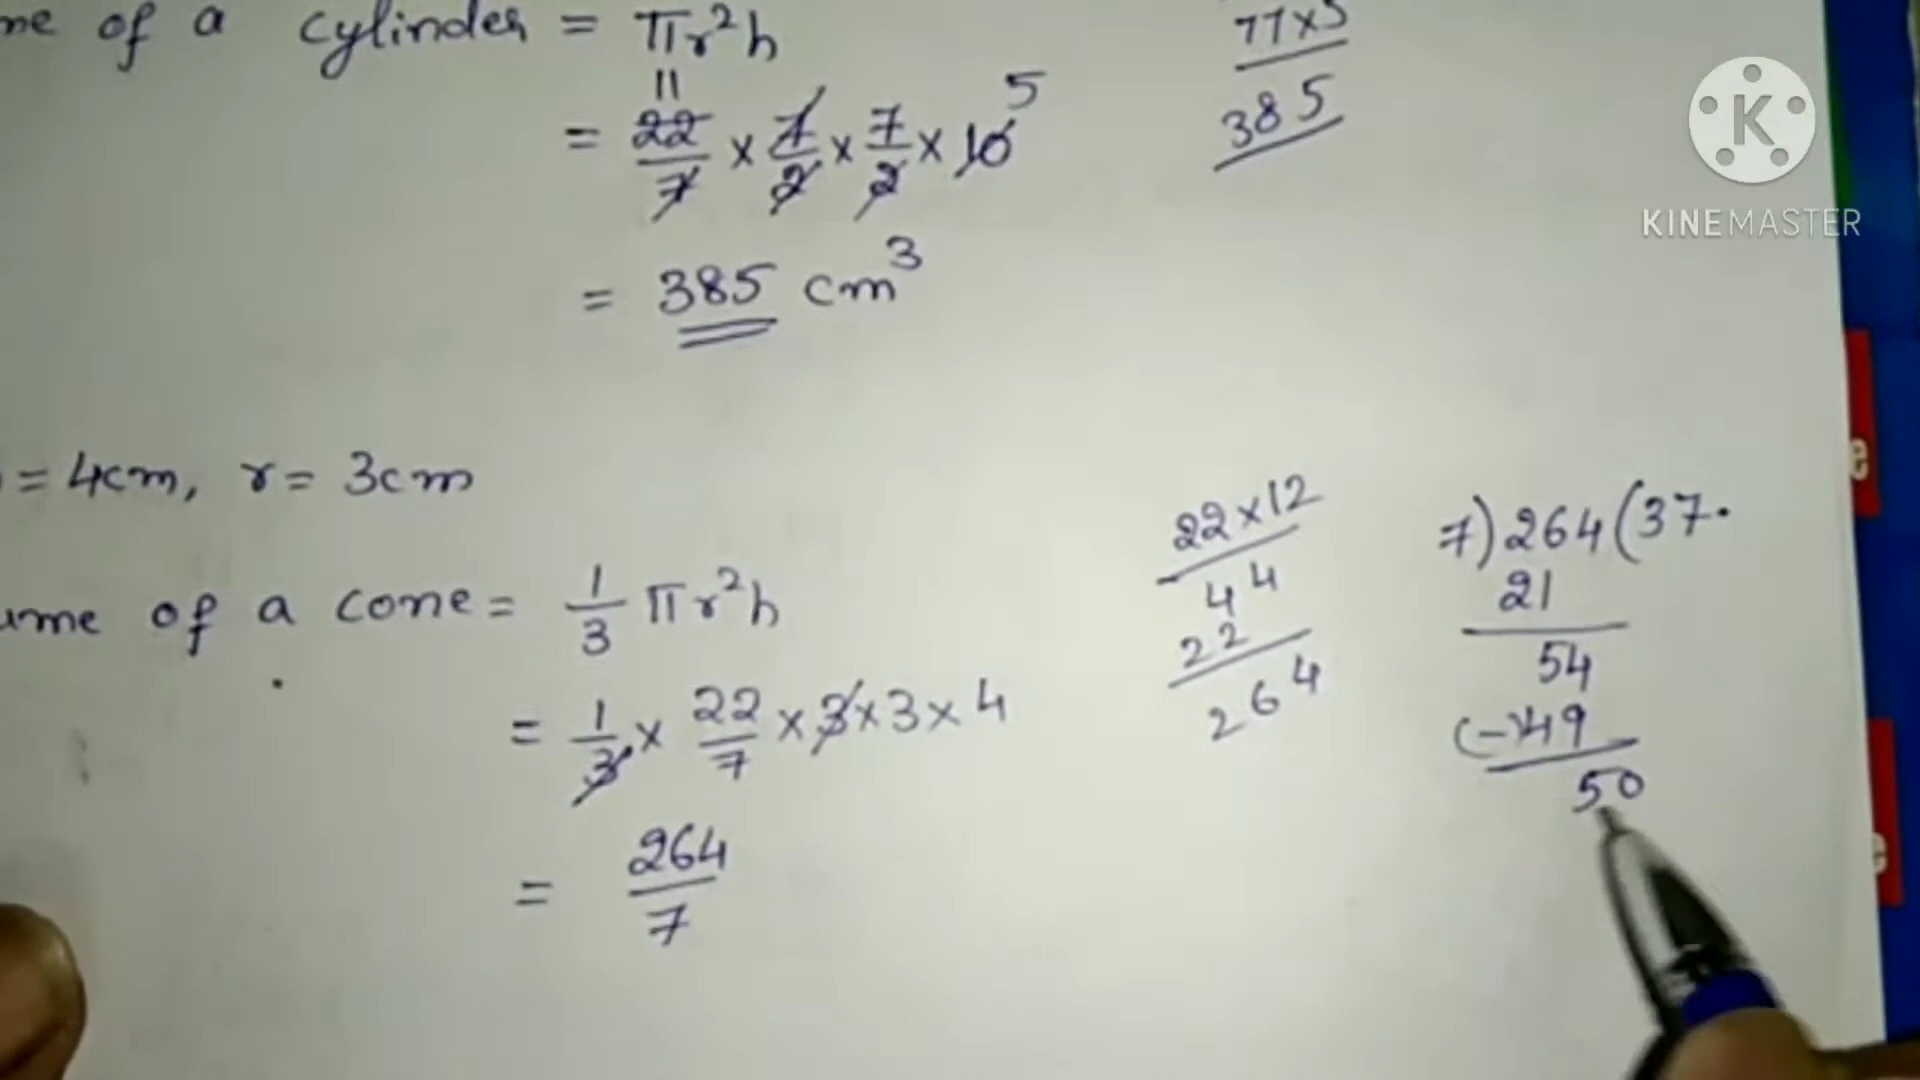 of a cylinder = πr²h
11 5
= 22/7 × 7/2 × 7/2 × 10
= 385 cm³
77×5
385
K
KINEMASTER
= 4cm, r = 3cm
of a cone = 1/3 πr²h
= 1/3 × 22/7 × 3 × 3 × 4
= 264/7
22×12
44
22
264
7)264(37.
21
54
(-)49
50
e
e